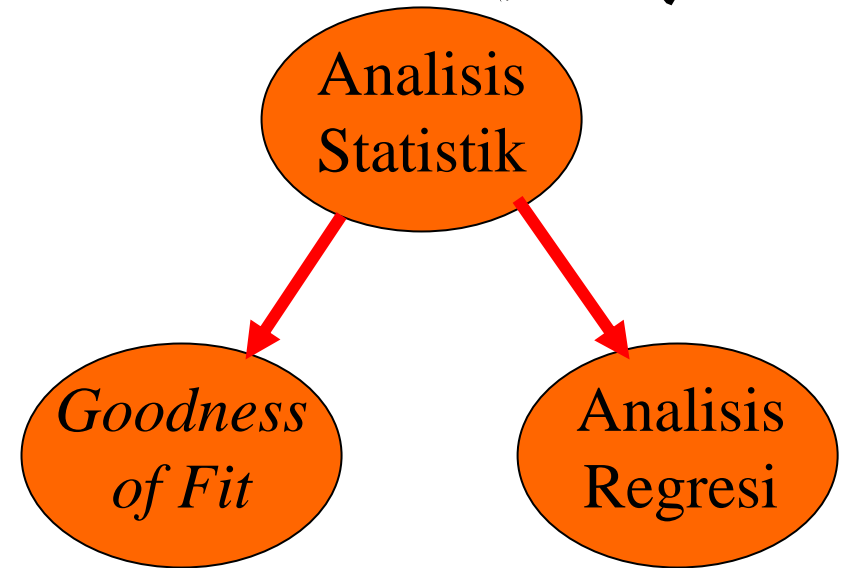 Analisis
Statistik
Goodness
of Fit
Analisis
Regresi